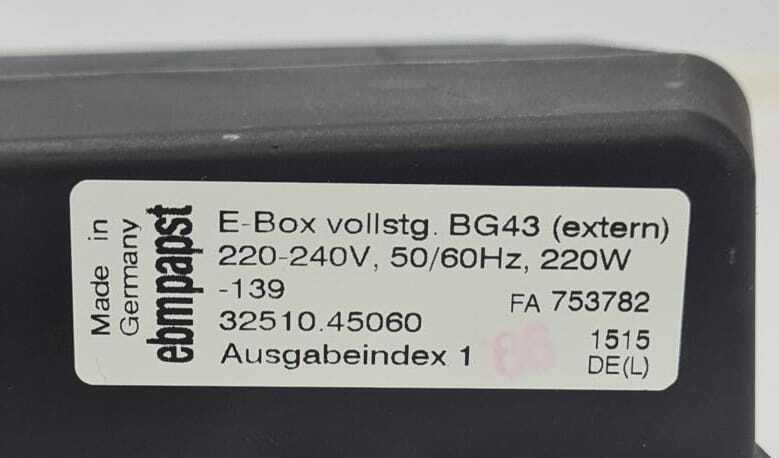 Made in
Germany
ebmpapst
E-Box vollstg. BG43 (extern)
220-240V, 50/60Hz, 220W
-139
FA 753782
32510.45060
1515
Ausgabeindex 1
DE(L)